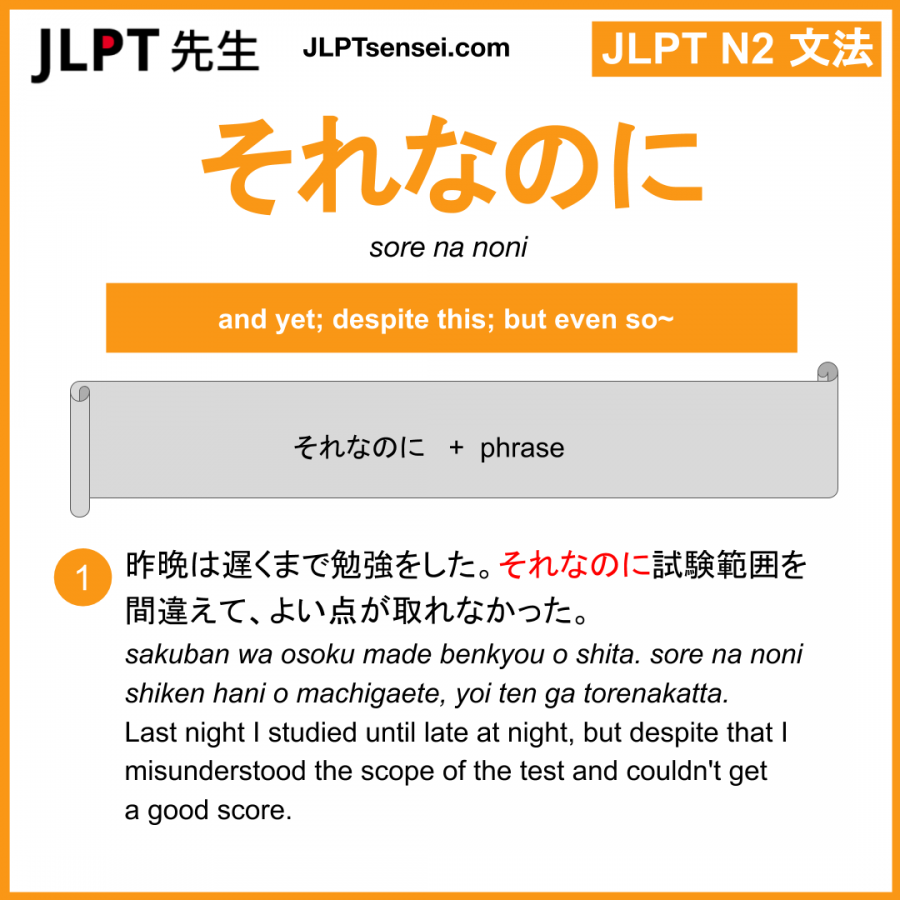 JLPT 先生 JLPTsensei.com JLPT N2 文法
それなのに
sore na noni
and yet; despite this; but even so~
それなのに + phrase
1 昨晩は遅くまで勉強をした。それなのに試験範囲を
間違えて、よい点が取れなかった。
sakuban wa osoku made benkyou o shita. sore na noni
shiken hani o machigaete, yoi ten ga torenakatta.
Last night I studied until late at night, but despite that I
misunderstood the scope of the test and couldn't get
a good score.